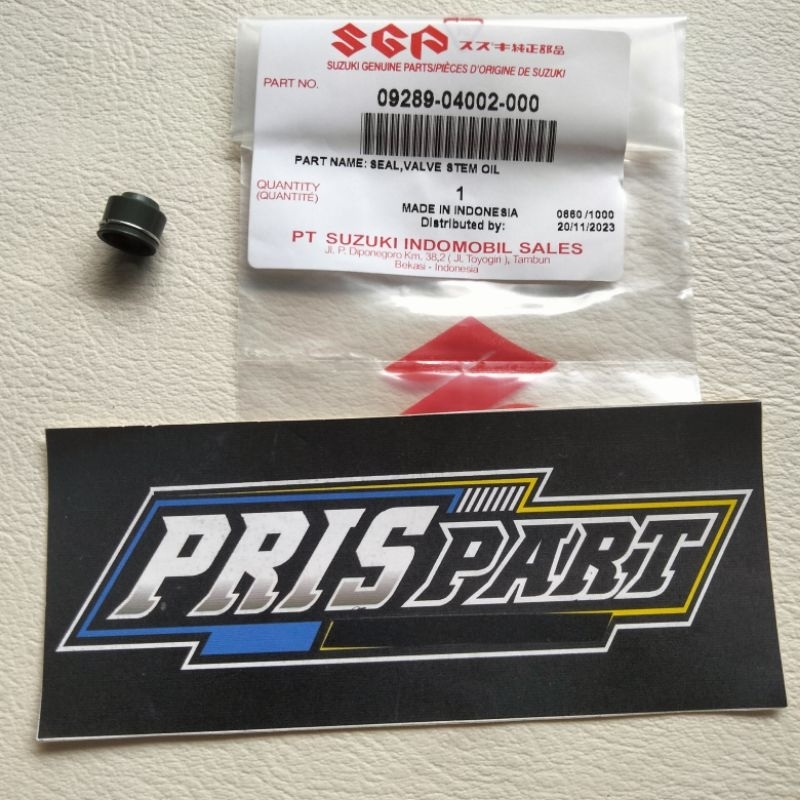 SGP スズキ純正部品
SUZUKI GENUINE PARTS/PIÈCES D'ORIGINE DE SUZUKI
PART NO.
09289-04002-000
PART NAME: SEAL,VALVE STEM OIL
QUANTITY
(QUANTITÉ)
1
MADE IN INDONESIA
0660 /1000
Distributed by:
20/11/2023
PT SUZUKI INDOMOBIL SALES
Jl. P. Diponegoro Km. 38,2 ( Jl. Toyogiri ), Tambun
Bekasi - Indonesia
PRISPART